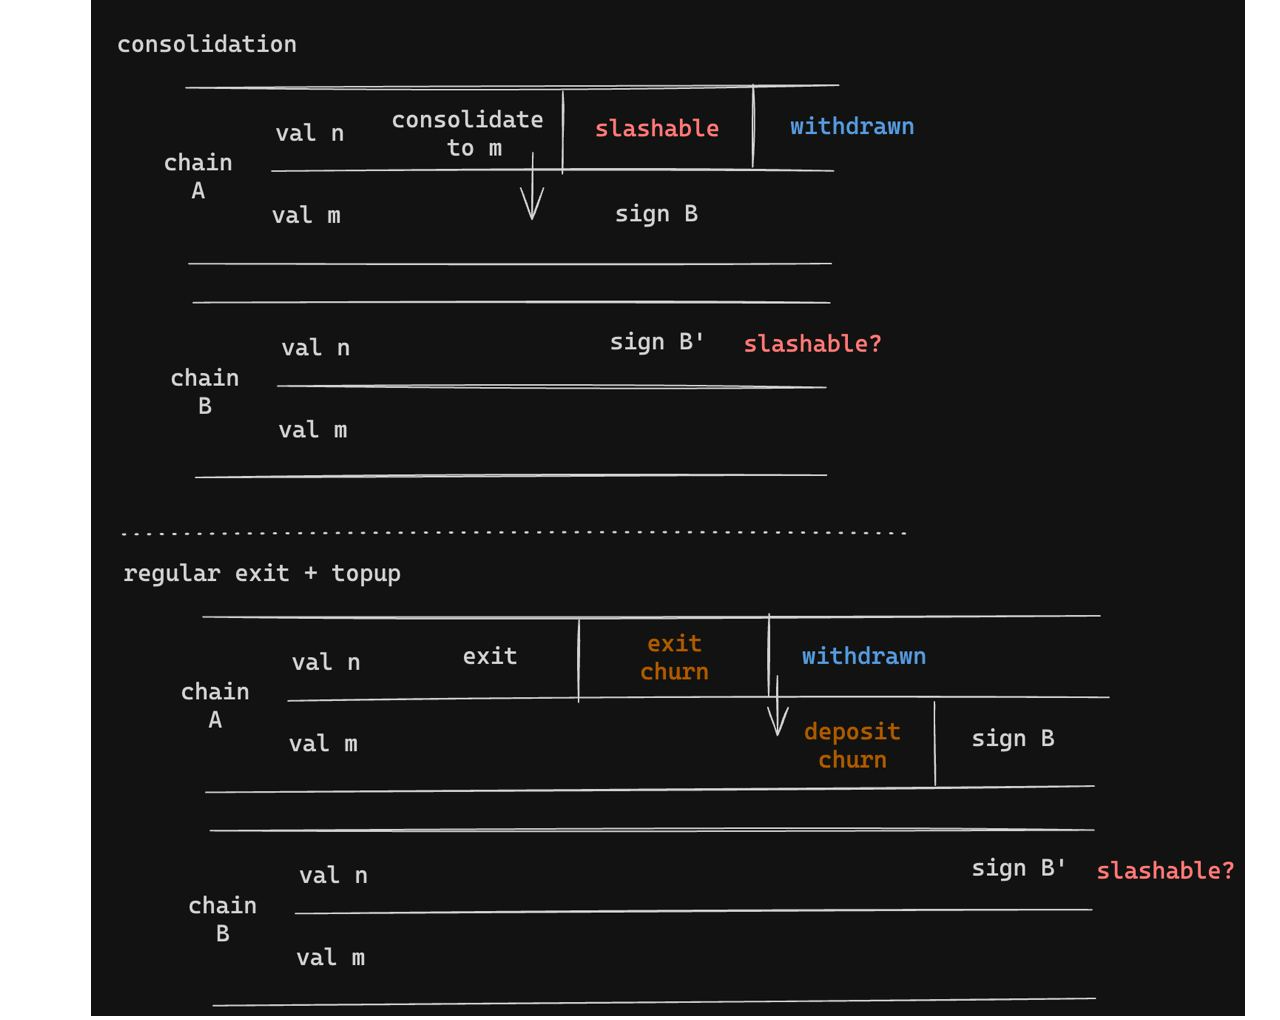 consolidation
val n
consolidate
to m
slashable
withdrawn
chain
A
val m
sign B
val n
sign B'
slashable?
chain
B
val m
regular exit + topup
val n
exit
exit
churn
withdrawn
chain
A
val m
deposit
churn
sign B
val n
sign B'
slashable?
chain
B
val m